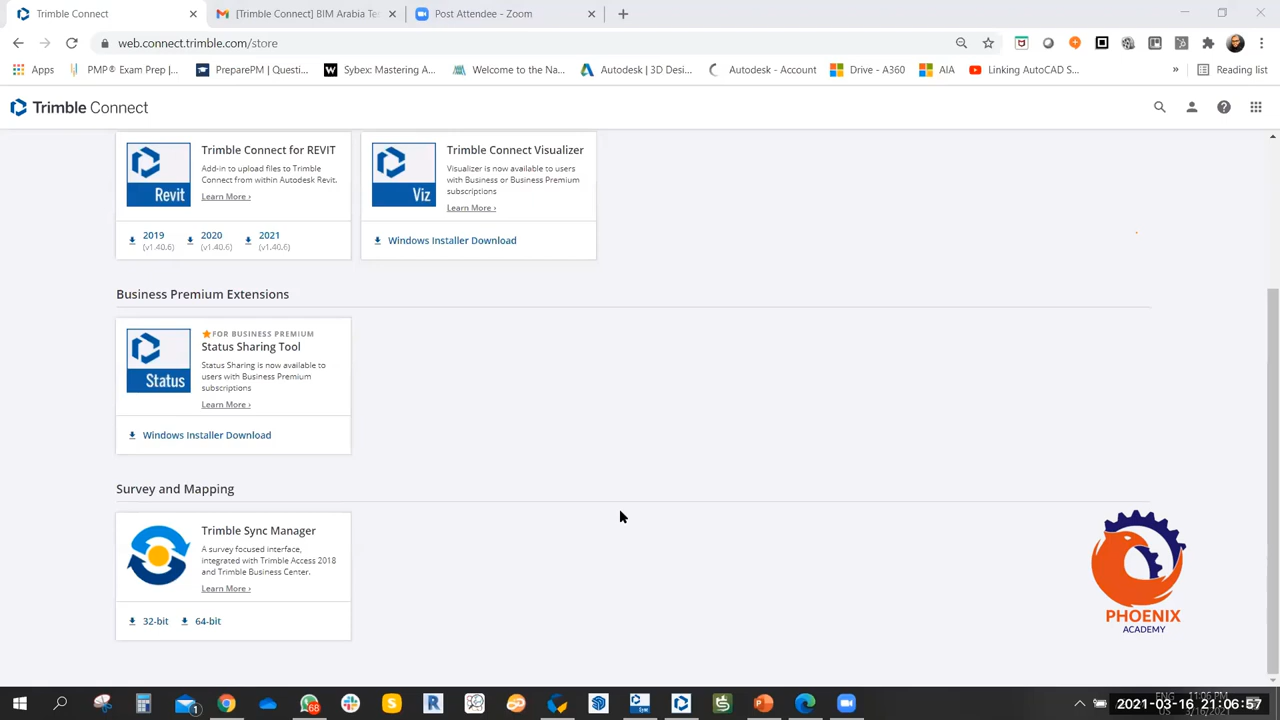 Trimble Connect
[Trimble Connect] BIM Arabia Te
Post Attendee - Zoom
web.connect.trimble.com/store
Apps
PMP® Exam Prep |...
PreparePM | Questi...
Sybex: Mastering A...
Welcome to the Na...
Autodesk | 3D Desi...
Autodesk - Account
Drive - A360
AIA
Linking AutoCAD S...
»
Reading list
Trimble Connect
Revit
Trimble Connect for REVIT
Add-in to upload files to Trimble
Connect from within Autodesk Revit.
Learn More ›
2019
(v1.40.6)
2020
(v1.40.6)
2021
(v1.40.6)
Viz
Trimble Connect Visualizer
Visualizer is now available to users
with Business or Business Premium
subscriptions
Learn More ›
Windows Installer Download
Business Premium Extensions
Status
FOR BUSINESS PREMIUM
Status Sharing Tool
Status Sharing is now available to
users with Business Premium
subscriptions
Learn More ›
Windows Installer Download
Survey and Mapping
Trimble Sync Manager
A survey focused interface,
integrated with Trimble Access 2018
and Trimble Business Center.
Learn More ›
32-bit
64-bit
PHOENIX
ACADEMY
1
68
ENG
11:06 PM
2021-03-16 21:06:57